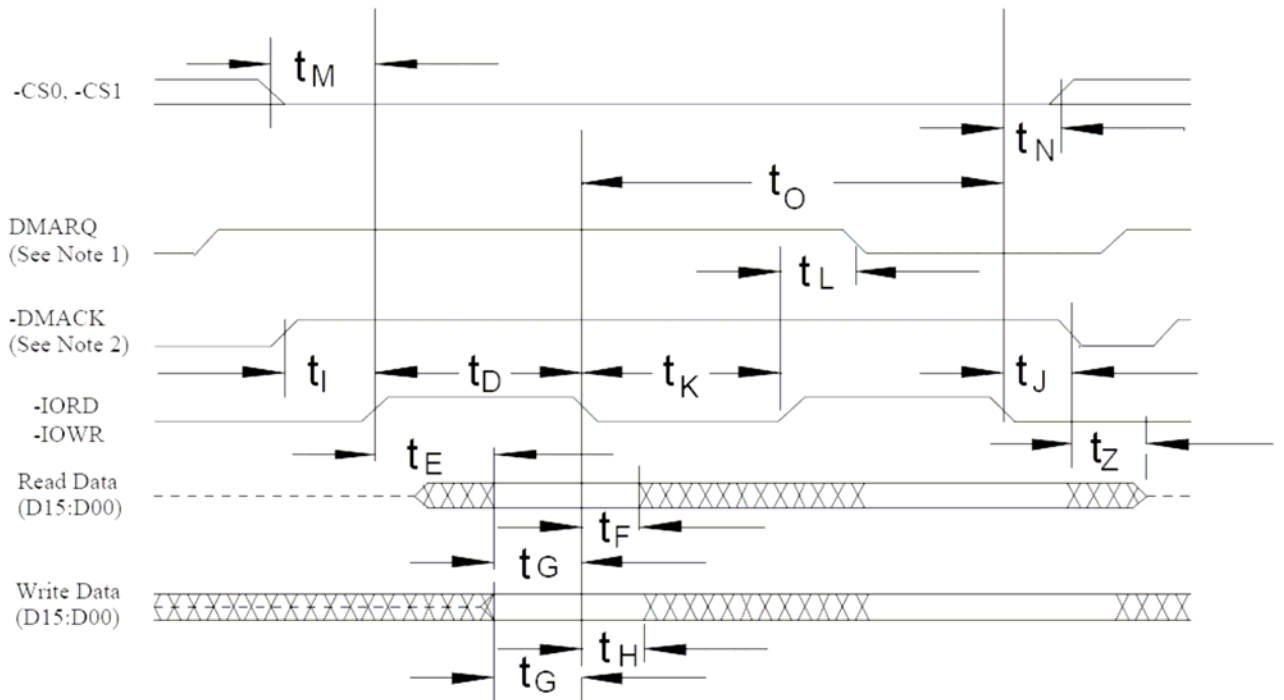 tM
-CS0, -CS1
tN
tO
DMARQ
(See Note 1)
tL
-DMACK
(See Note 2)
tI
tD
tK
tJ
-IORD
-IOWR
tE
tZ
Read Data
(D15:D00)
tF
tG
Write Data
(D15:D00)
tH
tG